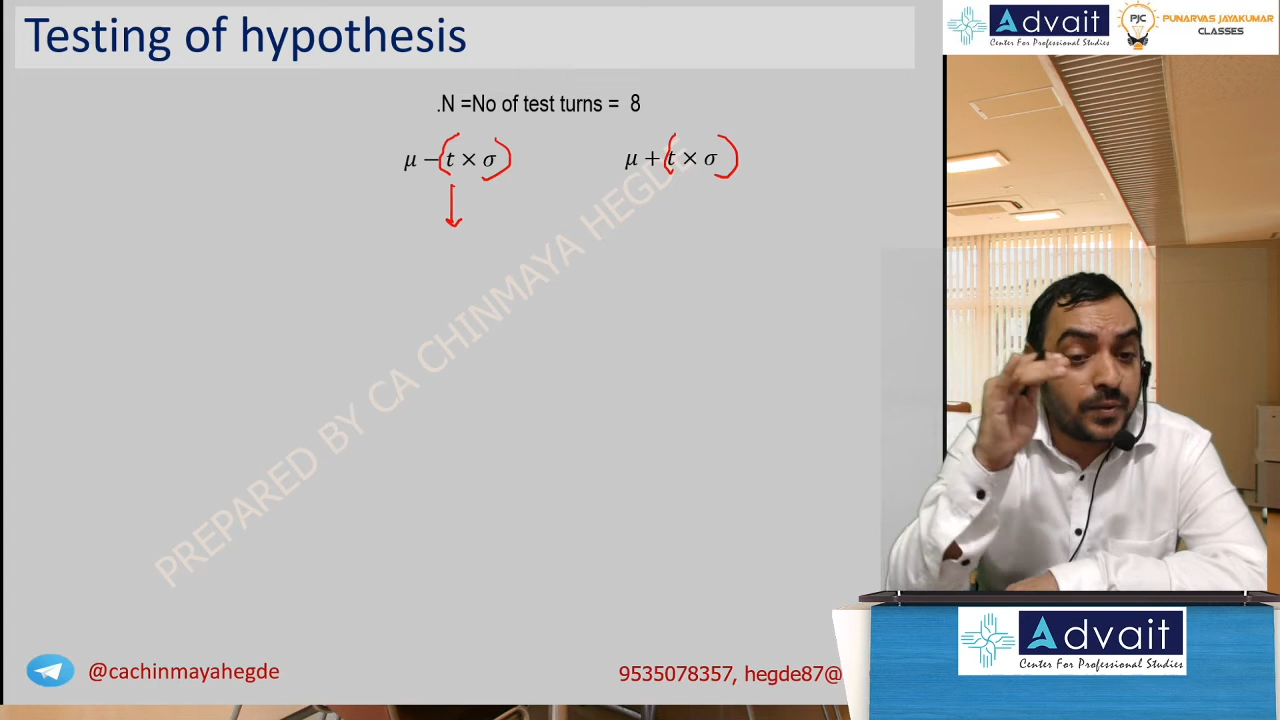 Testing of hypothesis
Advait
Center For Professional Studies
PJC
PUNARVAS JAYAKUMAR
CLASSES
.N =No of test turns = 8
μ − t × σ
μ + t × σ
PREPARED BY CA CHINMAYA HEGDE
@cachinmayahegde
9535078357, hegde87@
Advait
Center For Professional Studies